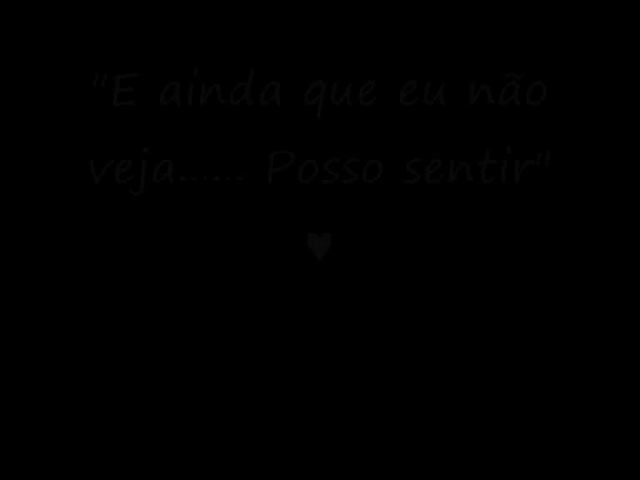 "E ainda que eu não
veja...... Posso sentir"
♥